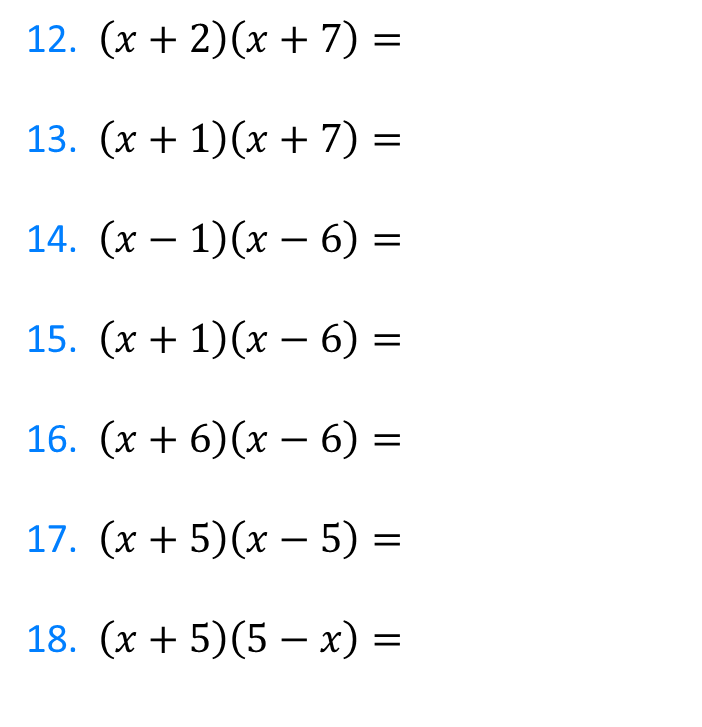 12. (x + 2)(x + 7) =
13. (x + 1)(x + 7) =
14. (x − 1)(x − 6) =
15. (x + 1)(x − 6) =
16. (x + 6)(x − 6) =
17. (x + 5)(x − 5) =
18. (x + 5)(5 − x) =